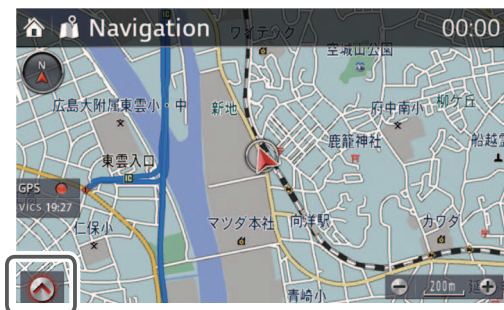 Navigation
00:00
ワイテック
空城山公園
N
広島大附属東雲小・中
新地
府中南小
柳ケ丘
鹿籠神社
船越
東雲入口
IC
IC
GPS
VICS 19:27
仁保小
マツダ本社
向洋駅
カワダ
青崎小
200m